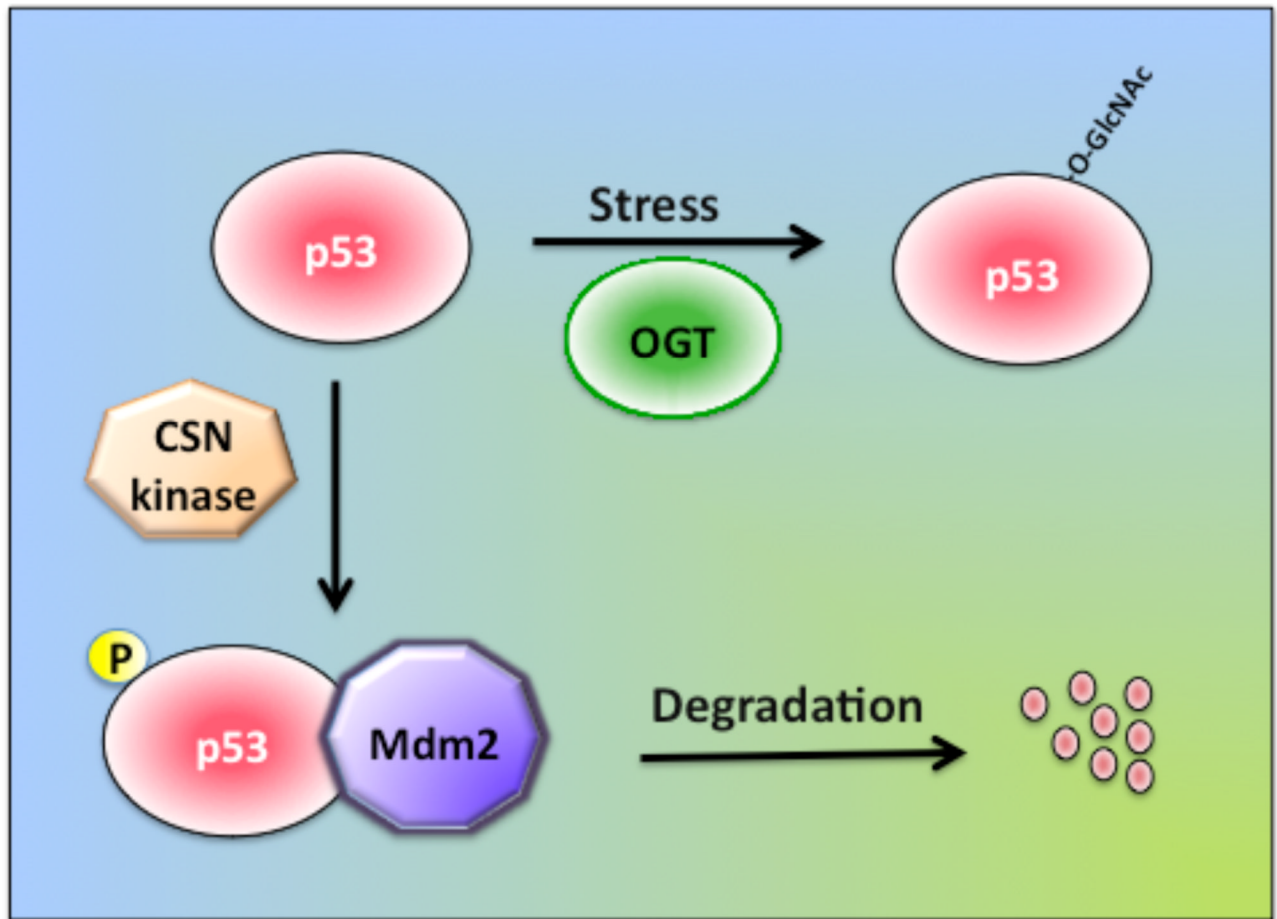 -O-GlcNAc
Stress
p53
p53
OGT
CSN
kinase
P
p53
Mdm2
Degradation